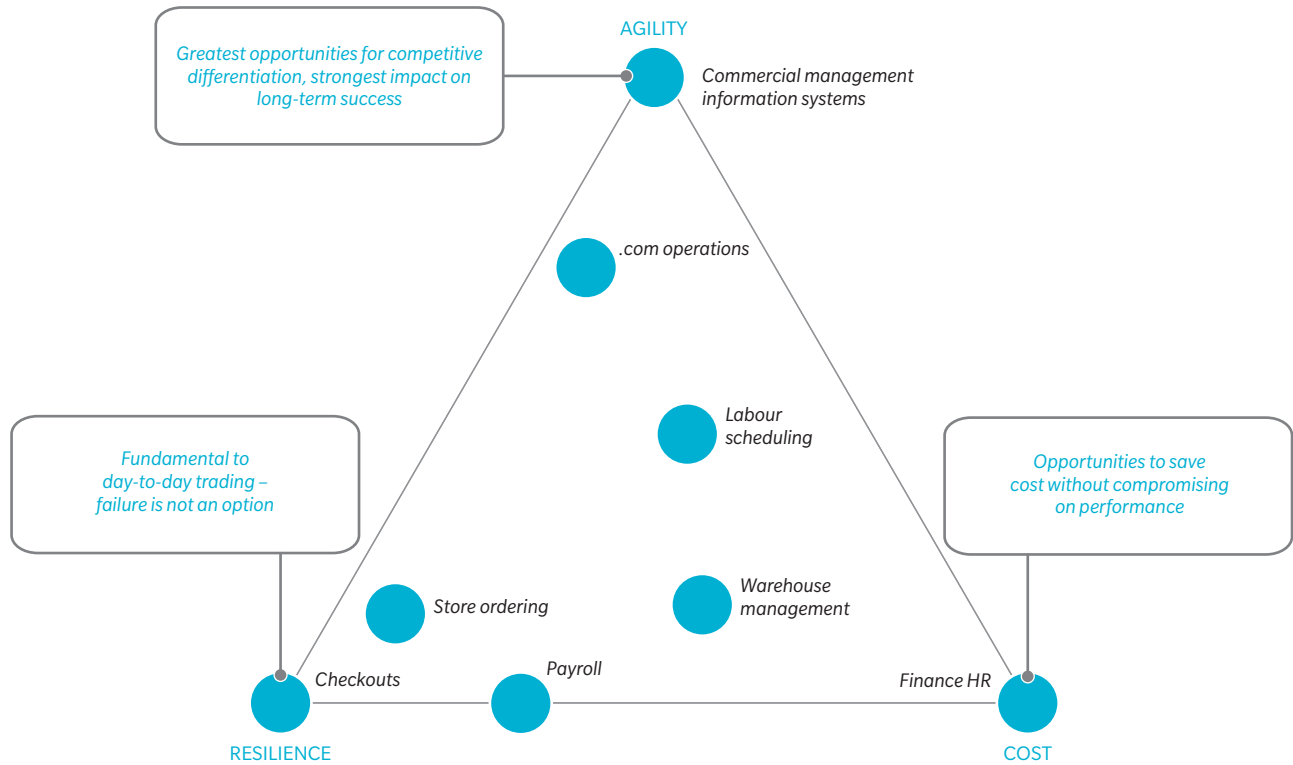 AGILITY
Greatest opportunities for competitive
differentiation, strongest impact on
long-term success
Commercial management
information systems
.com operations
Labour
scheduling
Fundamental to
day-to-day trading –
failure is not an option
Opportunities to save
cost without compromising
on performance
Warehouse
management
Store ordering
Payroll
Checkouts
Finance HR
RESILIENCE
COST